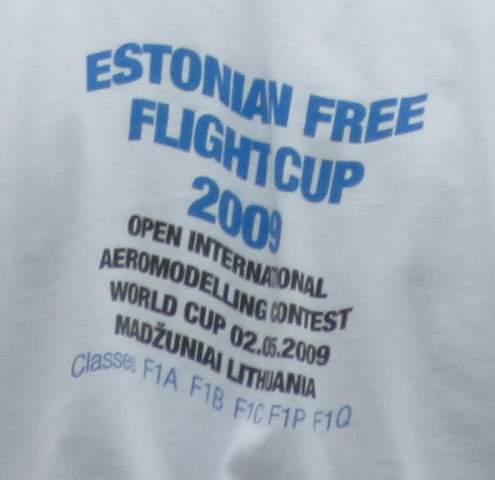 ESTONIAN FREE
FLIGHT CUP
2009
OPEN INTERNATIONAL
AEROMODELLING CONTEST
WORLD CUP 02.05.2009
MADŽUNIAI LITHUANIA
Classes F1A F1B F1C F1P F1Q